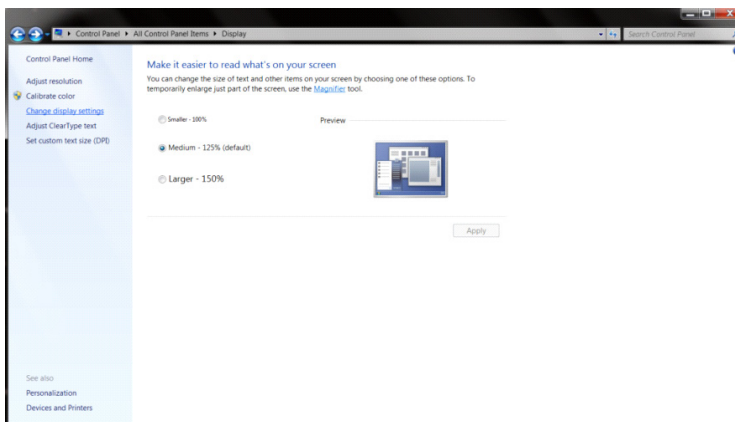 Control Panel ▸ All Control Panel Items ▸ Display
Search Control Panel
Control Panel Home
Adjust resolution
Calibrate color
Change display settings
Adjust ClearType text
Set custom text size (DPI)
Make it easier to read what's on your screen
You can change the size of text and other items on your screen by choosing one of these options. To
temporarily enlarge just part of the screen, use the Magnifier tool.
Smaller - 100%
Preview
Medium - 125% (default)
Larger - 150%
Apply
See also
Personalization
Devices and Printers